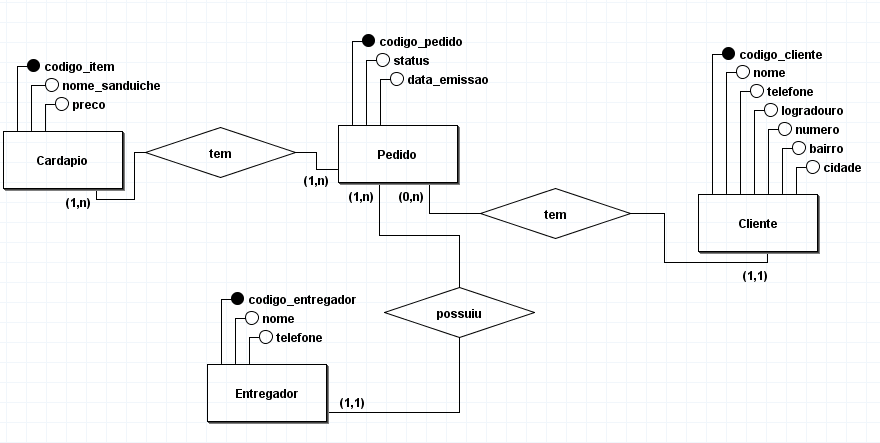 codigo_item
nome_sanduiche
preco
Cardapio
(1,n)
tem
(1,n)
codigo_pedido
status
data_emissao
Pedido
(1,n)
(0,n)
tem
codigo_cliente
nome
telefone
logradouro
numero
bairro
cidade
Cliente
(1,1)
possuiu
codigo_entregador
nome
telefone
Entregador
(1,1)